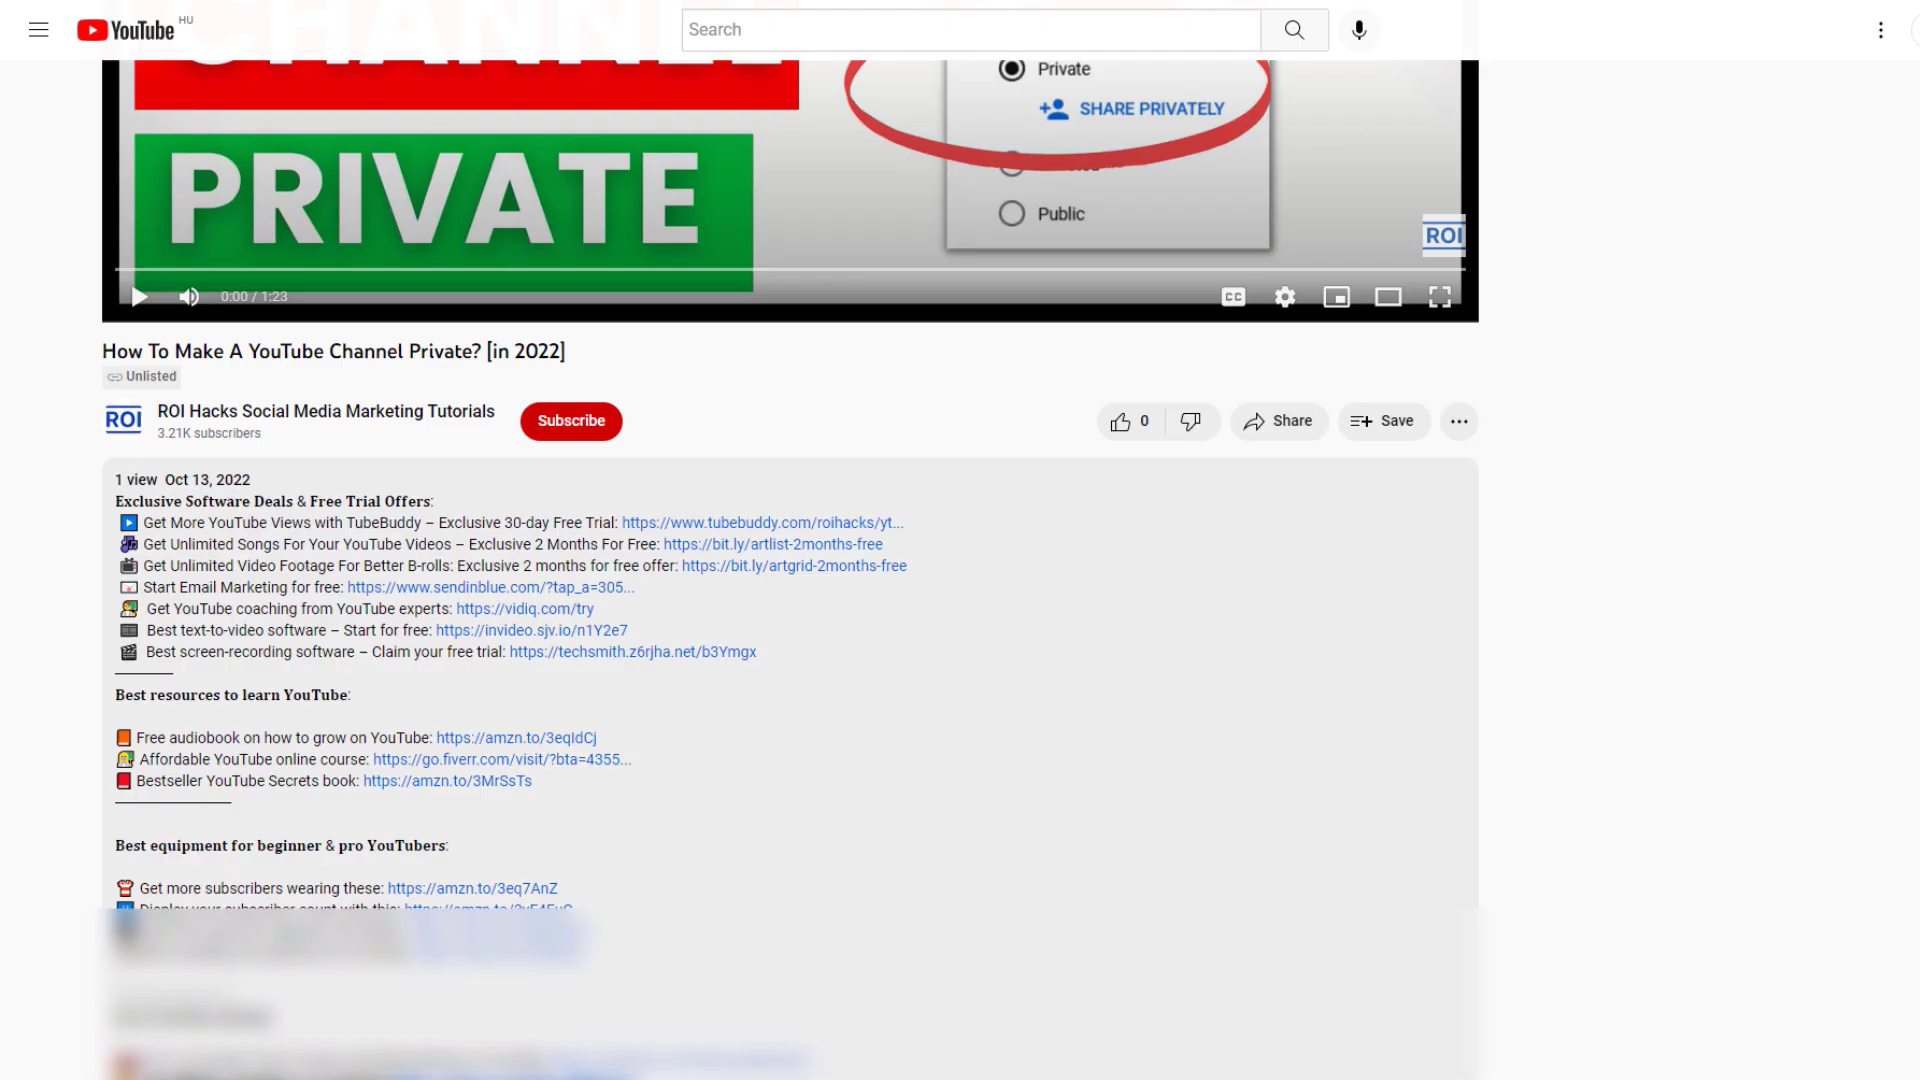 YouTube HU
Search
CHANNEL
Private
SHARE PRIVATELY
PRIVATE
Public
ROI
0:00 / 1:23
CC
How To Make A YouTube Channel Private? [in 2022]
Unlisted
ROI
ROI Hacks Social Media Marketing Tutorials
3.21K subscribers
Subscribe
0
Share
Save
1 view Oct 13, 2022
Exclusive Software Deals & Free Trial Offers:
Get More YouTube Views with TubeBuddy – Exclusive 30-day Free Trial: https://www.tubebuddy.com/roihacks/yt...
Get Unlimited Songs For Your YouTube Videos – Exclusive 2 Months For Free: https://bit.ly/artlist-2months-free
Get Unlimited Video Footage For Better B-rolls: Exclusive 2 months for free offer: https://bit.ly/artgrid-2months-free
Start Email Marketing for free: https://www.sendinblue.com/?tap_a=305...
Get YouTube coaching from YouTube experts: https://vidiq.com/try
Best text-to-video software – Start for free: https://invideo.sjv.io/n1Y2e7
Best screen-recording software – Claim your free trial: https://techsmith.z6rjha.net/b3Ymgx
Best resources to learn YouTube:
Free audiobook on how to grow on YouTube: https://amzn.to/3eqIdCj
Affordable YouTube online course: https://go.fiverr.com/visit/?bta=4355...
Bestseller YouTube Secrets book: https://amzn.to/3MrSsTs
Best equipment for beginner & pro YouTubers:
Get more subscribers wearing these: https://amzn.to/3eq7AnZ
Display your subscriber count with this: